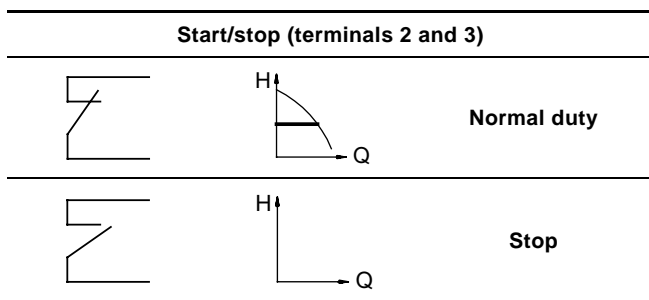 Start/stop (terminals 2 and 3)
H
Q
Normal duty
H
Q
Stop